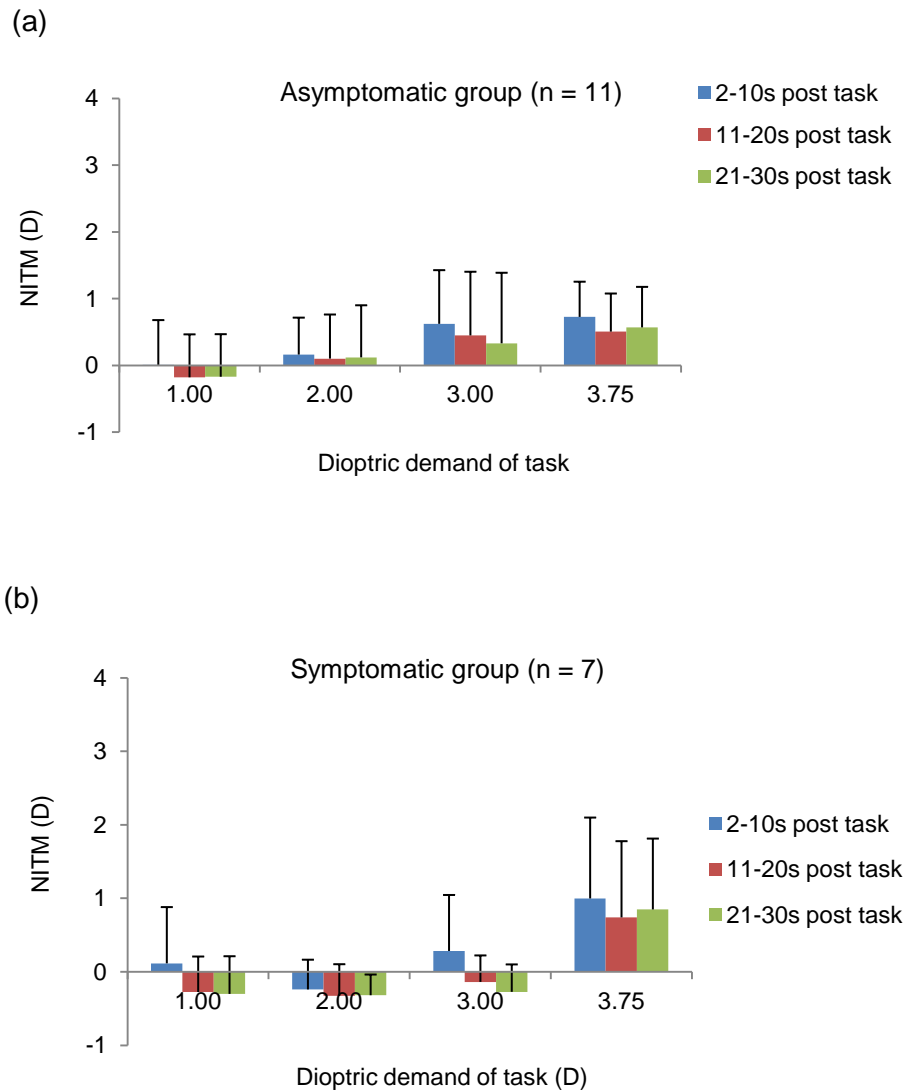 (a)
Asymptomatic group (n = 11)
2-10s post task
11-20s post task
21-30s post task
NITM (D)
4
3
2
1
0
-1
1.00 2.00 3.00 3.75
Dioptric demand of task
(b)
Symptomatic group (n = 7)
NITM (D)
4
3
2
1
0
-1
2-10s post task
11-20s post task
21-30s post task
1.00 2.00 3.00 3.75
Dioptric demand of task (D)